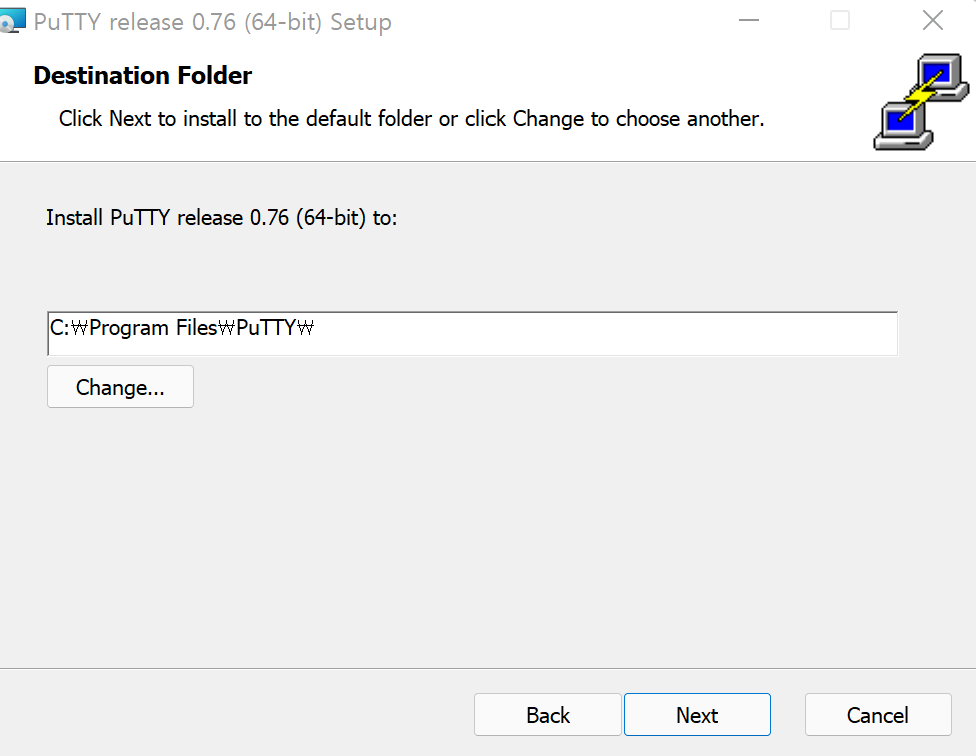 PuTTY release 0.76 (64-bit) Setup
Destination Folder
Click Next to install to the default folder or click Change to choose another.
Install PuTTY release 0.76 (64-bit) to:
C:₩Program Files₩PuTTY₩
Change...
Back
Next
Cancel